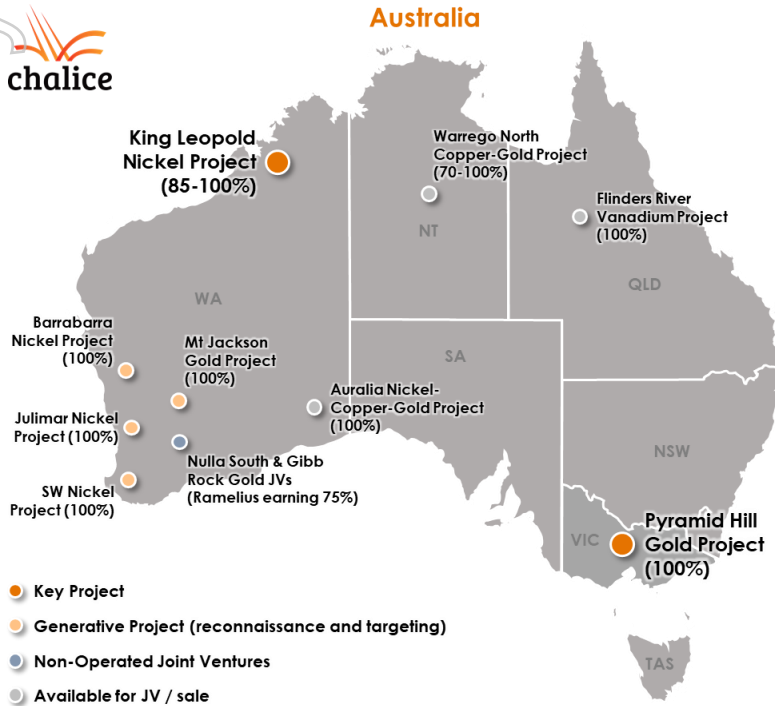 Australia
chalice
King Leopold
Nickel Project
(85-100%)
Warrego North
Copper-Gold Project
(70-100%)
Flinders River
Vanadium Project
(100%)
NT
QLD
WA
Barrabarra
Nickel Project
(100%)
Mt Jackson
Gold Project
(100%)
SA
Auralia Nickel-
Copper-Gold Project
(100%)
Julimar Nickel
Project (100%)
NSW
Nulla South & Gibb
Rock Gold JVs
(Ramelius earning 75%)
SW Nickel
Project (100%)
VIC
Pyramid Hill
Gold Project
(100%)
Key Project
Generative Project (reconnaissance and targeting)
Non-Operated Joint Ventures
TAS
Available for JV / sale